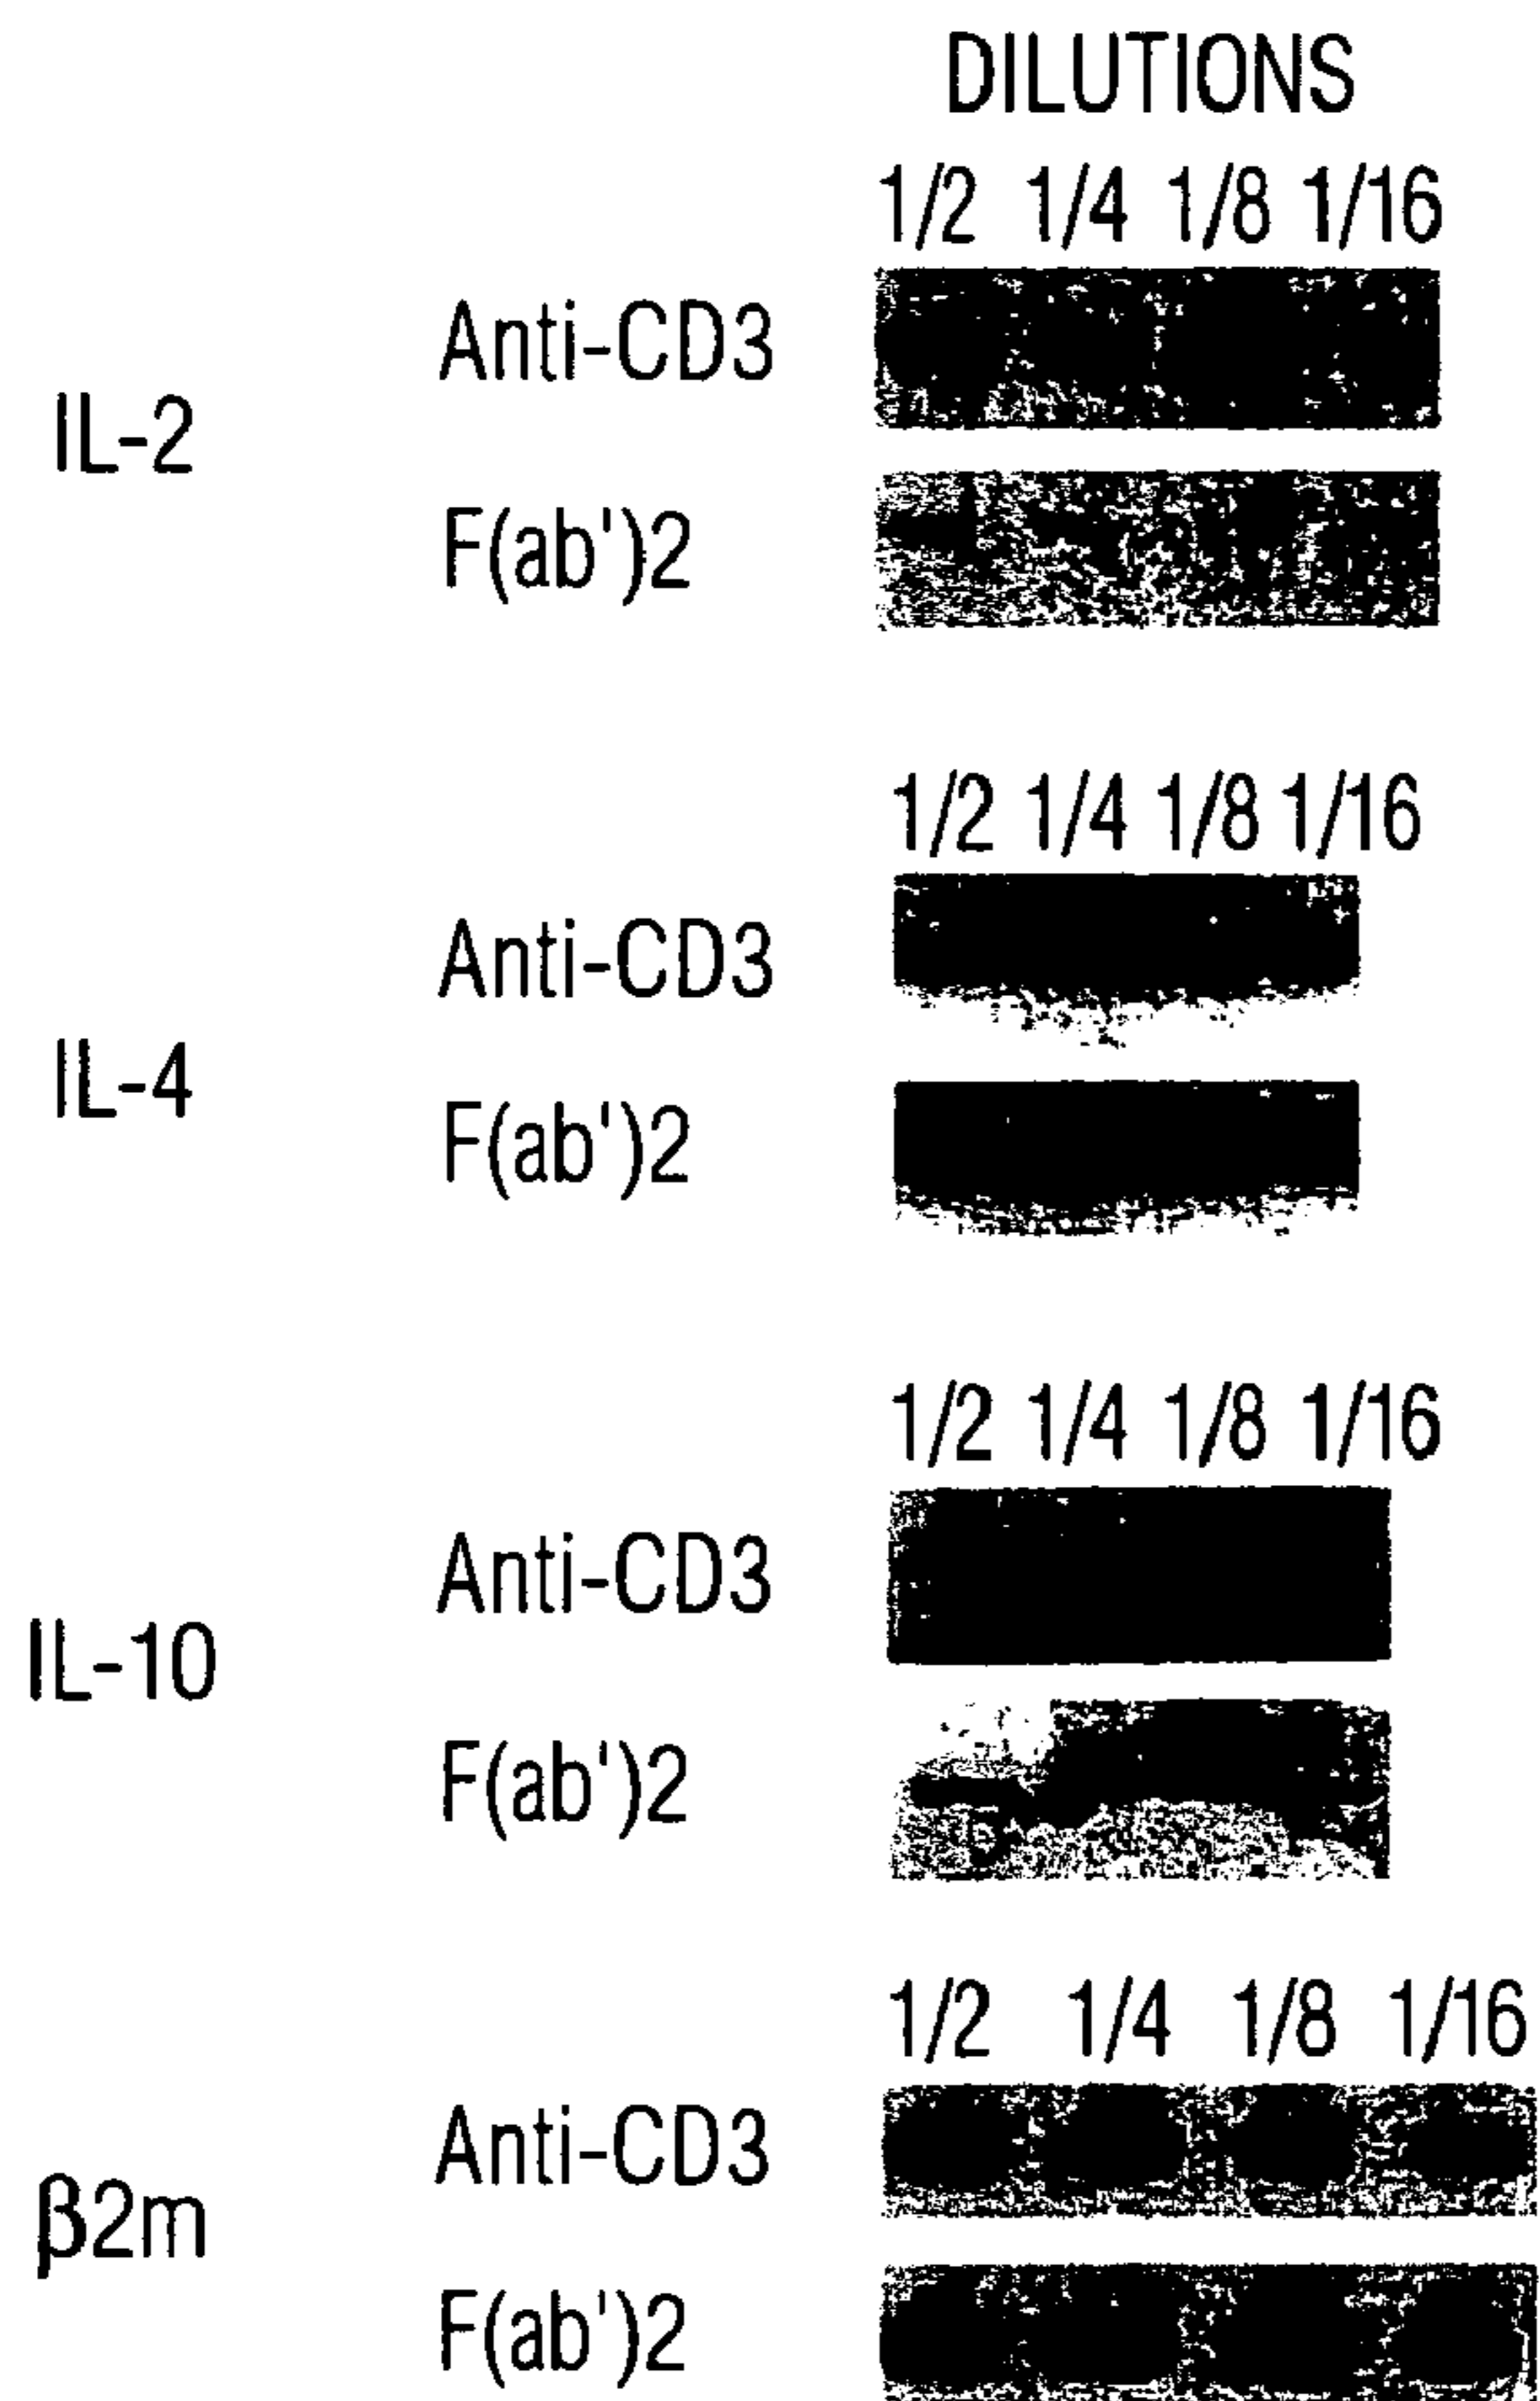 DILUTIONS
1/2 1/4 1/8 1/16
IL-2
Anti-CD3
F(ab')2
1/2 1/4 1/8 1/16
IL-4
Anti-CD3
F(ab')2
1/2 1/4 1/8 1/16
IL-10
Anti-CD3
F(ab')2
1/2 1/4 1/8 1/16
β2m
Anti-CD3
F(ab')2